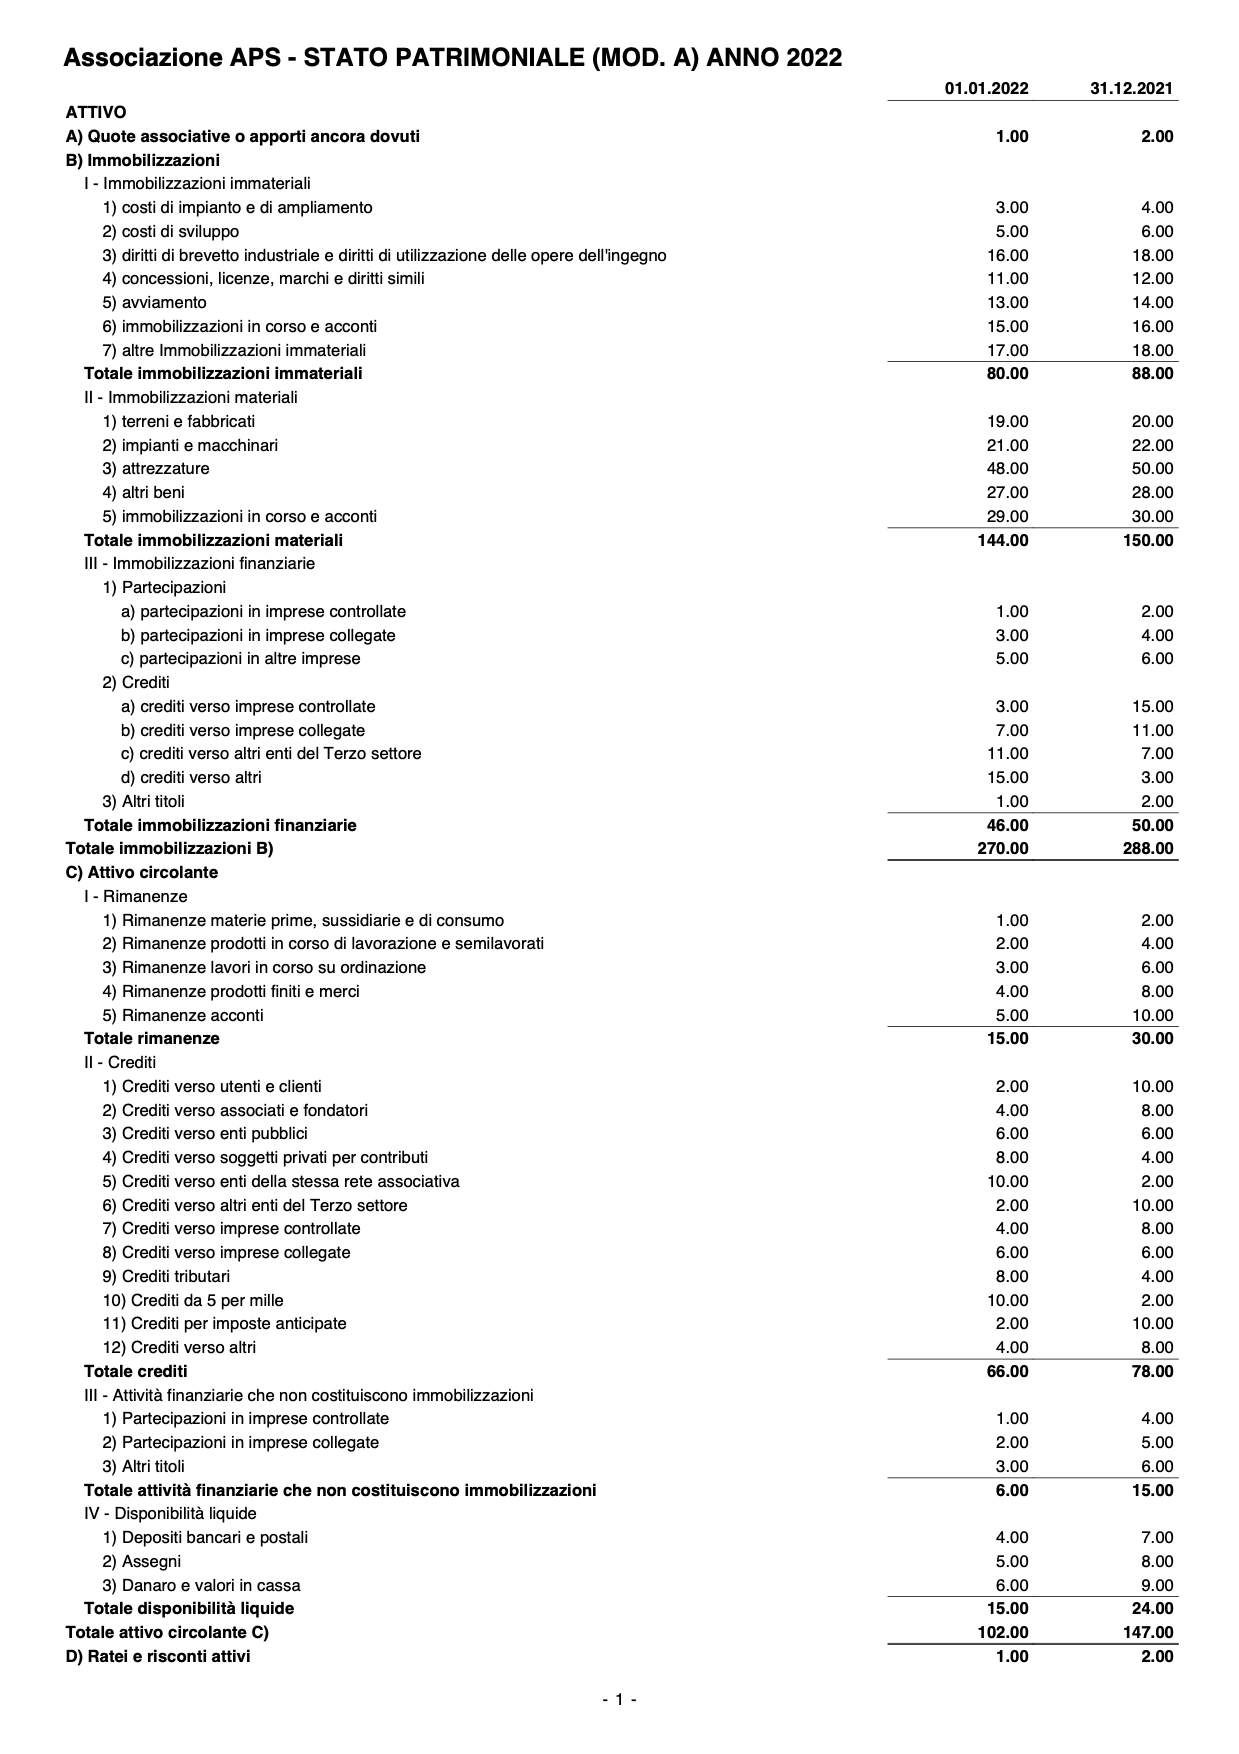 Associazione APS - STATO PATRIMONIALE (MOD. A) ANNO 2022
01.01.2022 31.12.2021
ATTIVO
A) Quote associative o apporti ancora dovuti 1.00 2.00
B) Immobilizzazioni
I - Immobilizzazioni immateriali
1) costi di impianto e di ampliamento 3.00 4.00
2) costi di sviluppo 5.00 6.00
3) diritti di brevetto industriale e diritti di utilizzazione delle opere dell'ingegno 16.00 18.00
4) concessioni, licenze, marchi e diritti simili 11.00 12.00
5) avviamento 13.00 14.00
6) immobilizzazioni in corso e acconti 15.00 16.00
7) altre Immobilizzazioni immateriali 17.00 18.00
Totale immobilizzazioni immateriali 80.00 88.00
II - Immobilizzazioni materiali
1) terreni e fabbricati 19.00 20.00
2) impianti e macchinari 21.00 22.00
3) attrezzature 48.00 50.00
4) altri beni 27.00 28.00
5) immobilizzazioni in corso e acconti 29.00 30.00
Totale immobilizzazioni materiali 144.00 150.00
III - Immobilizzazioni finanziarie
1) Partecipazioni
a) partecipazioni in imprese controllate 1.00 2.00
b) partecipazioni in imprese collegate 3.00 4.00
c) partecipazioni in altre imprese 5.00 6.00
2) Crediti
a) crediti verso imprese controllate 3.00 15.00
b) crediti verso imprese collegate 7.00 11.00
c) crediti verso altri enti del Terzo settore 11.00 7.00
d) crediti verso altri 15.00 3.00
3) Altri titoli 1.00 2.00
Totale immobilizzazioni finanziarie 46.00 50.00
Totale immobilizzazioni B) 270.00 288.00
C) Attivo circolante
I - Rimanenze
1) Rimanenze materie prime, sussidiarie e di consumo 1.00 2.00
2) Rimanenze prodotti in corso di lavorazione e semilavorati 2.00 4.00
3) Rimanenze lavori in corso su ordinazione 3.00 6.00
4) Rimanenze prodotti finiti e merci 4.00 8.00
5) Rimanenze acconti 5.00 10.00
Totale rimanenze 15.00 30.00
II - Crediti
1) Crediti verso utenti e clienti 2.00 10.00
2) Crediti verso associati e fondatori 4.00 8.00
3) Crediti verso enti pubblici 6.00 6.00
4) Crediti verso soggetti privati per contributi 8.00 4.00
5) Crediti verso enti della stessa rete associativa 10.00 2.00
6) Crediti verso altri enti del Terzo settore 2.00 10.00
7) Crediti verso imprese controllate 4.00 8.00
8) Crediti verso imprese collegate 6.00 6.00
9) Crediti tributari 8.00 4.00
10) Crediti da 5 per mille 10.00 2.00
11) Crediti per imposte anticipate 2.00 10.00
12) Crediti verso altri 4.00 8.00
Totale crediti 66.00 78.00
III - Attività finanziarie che non costituiscono immobilizzazioni
1) Partecipazioni in imprese controllate 1.00 4.00
2) Partecipazioni in imprese collegate 2.00 5.00
3) Altri titoli 3.00 6.00
Totale attività finanziarie che non costituiscono immobilizzazioni 6.00 15.00
IV - Disponibilità liquide
1) Depositi bancari e postali 4.00 7.00
2) Assegni 5.00 8.00
3) Danaro e valori in cassa 6.00 9.00
Totale disponibilità liquide 15.00 24.00
Totale attivo circolante C) 102.00 147.00
D) Ratei e risconti attivi 1.00 2.00
- 1 -